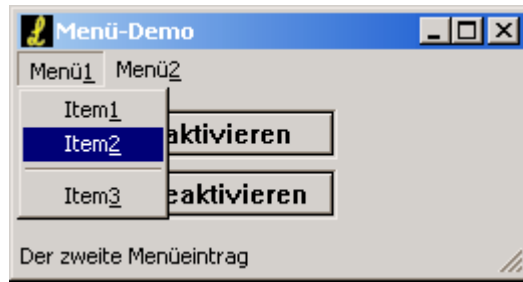 Menü-Demo
Menü1 Menü2
Item1
Item2
Item3
aktivieren
eaktivieren
Der zweite Menüeintrag